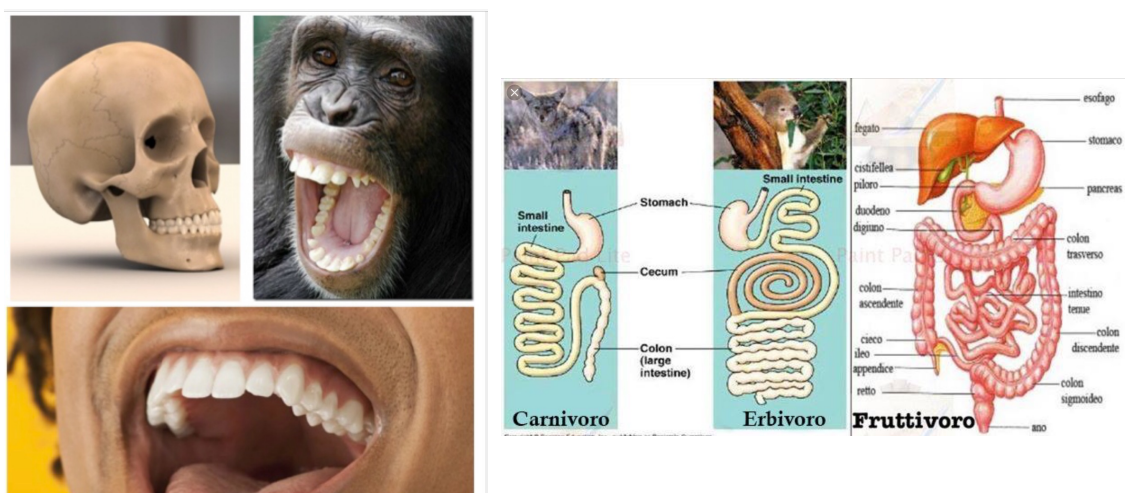 Small intestine
Small
intestine
Stomach
Cecum
Colon
(large
intestine)
Carnivoro
Erbivoro
Fruttivoro
esofago
fegato
stomaco
cistifellea
piloro
pancreas
duodeno
digiuno
colon
trasverso
colon
ascendente
intestino
tenue
colon
discendente
cieco
ileo
appendice
retto
colon
sigmoideo
ano